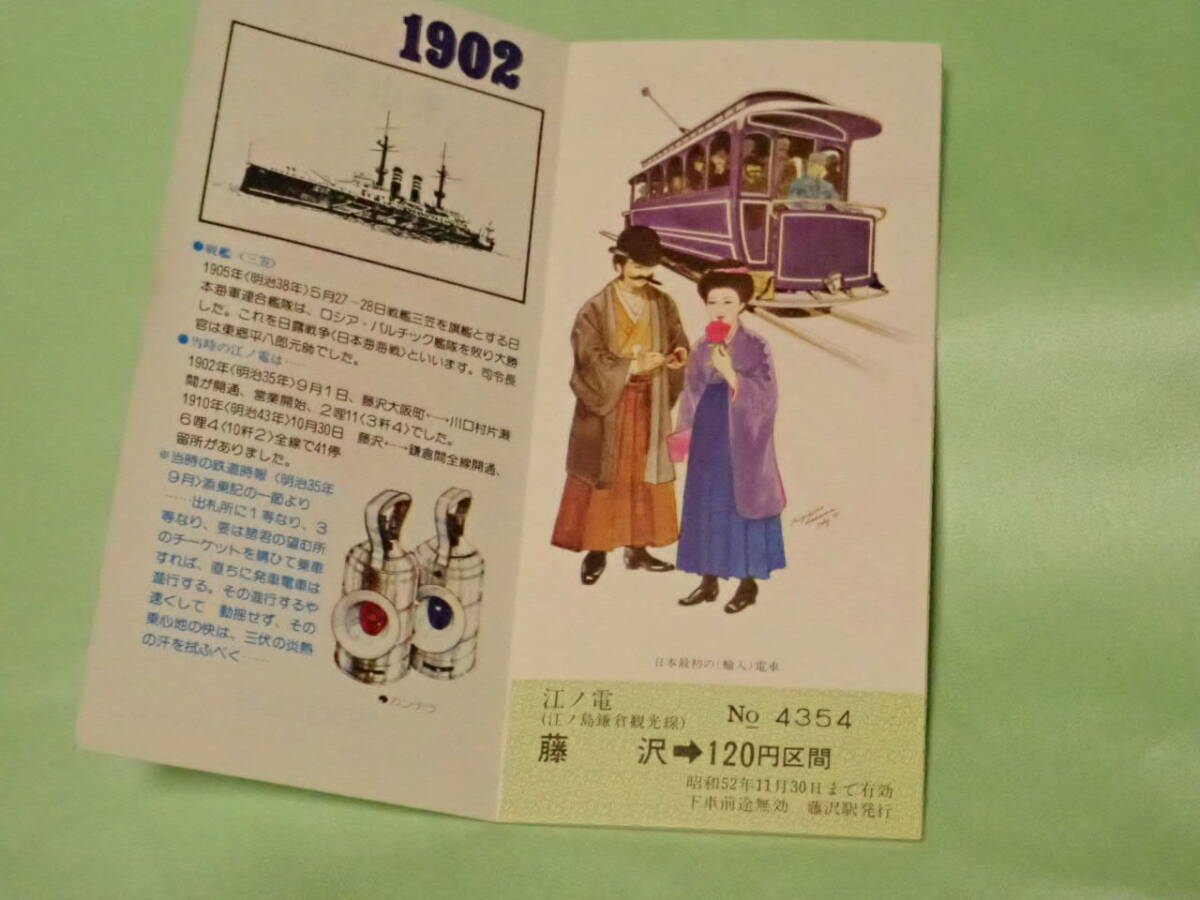 1902
●戦艦〈三笠〉
1905年〈明治38年〉5月27－28日戦艦三笠を旗艦とする日
本海軍連合艦隊は、ロシア・バルチック艦隊を敗り大勝
した。これを日露戦争〈日本海海戦〉といいます。司令長
官は東郷平八郎元帥でした。
●当時の江ノ電は……
1902年〈明治35年〉9月1日、藤沢大阪町←→川口村片瀬
間が開通、営業開始、2哩11〈3粁4〉でした。
1910年〈明治43年〉10月30日 藤沢←→鎌倉間全線開通、
6哩4〈10粁2〉全線で41停
留所がありました。
※当時の鉄道時報〈明治35年
9月〉添乗記の一節より
……出札所に1等なり、3
等なり、要は諸君の望む所
のチーケットを購ひて乗車
すれば、直ちに発車電車は
進行する。その進行するや
速くして 動揺せず、その
乗心地の快は、三伏の炎熱
の汗を拭ふべく……
カンテラ
日本最初の(輸入)電車
江ノ電
(江ノ島鎌倉観光線)
No 4354
藤 沢➡120円区間
昭和52年11月30日まで有効
下車前途無効 藤沢駅発行